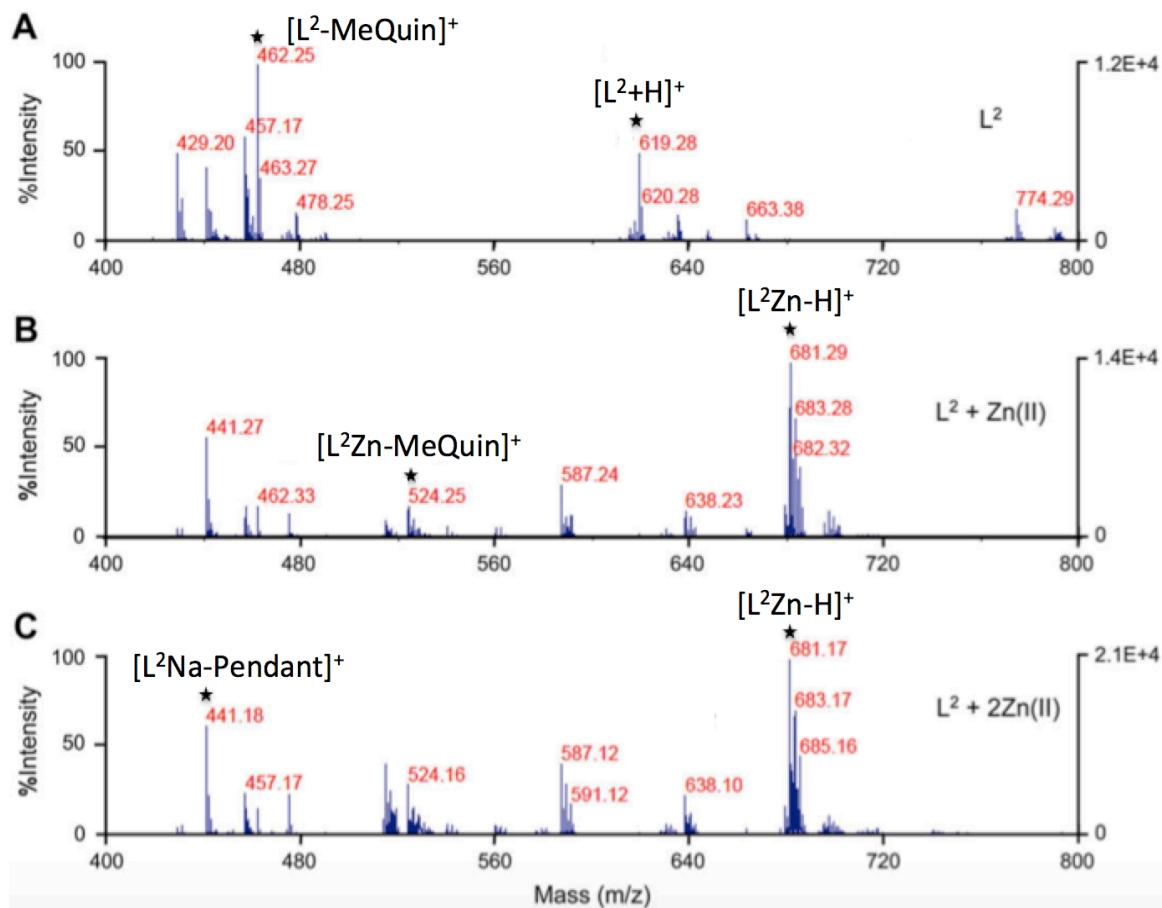 A
[L²-MeQuin]⁺
462.25
100
1.2E+4
[L²+H]⁺
L²
457.17
429.20
619.28
%Intensity
50
463.27
620.28
478.25
663.38
774.29
0
0
400
480
560
640
720
800
[L²Zn-H]⁺
B
100
681.29
1.4E+4
683.28
L² + Zn(II)
441.27
[L²Zn-MeQuin]⁺
682.32
%Intensity
50
462.33
524.25
587.24
638.23
0
0
400
480
560
640
720
800
[L²Zn-H]⁺
C
100
681.17
2.1E+4
[L²Na-Pendant]⁺
683.17
L² + 2Zn(II)
441.18
%Intensity
50
685.16
587.12
457.17
524.16
591.12
638.10
0
0
400
480
560
640
720
800
Mass (m/z)